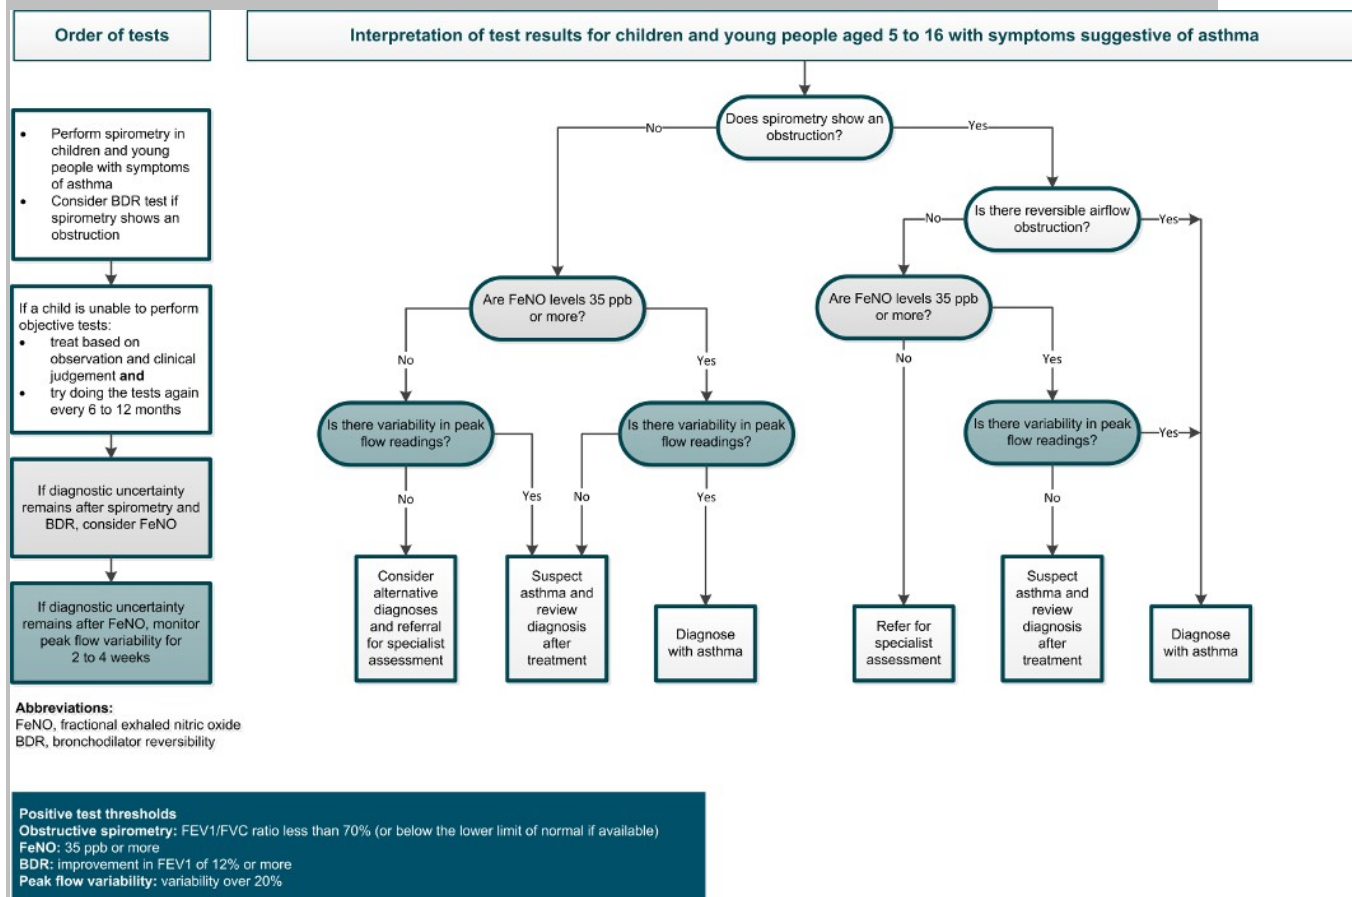 Order of tests
Interpretation of test results for children and young people aged 5 to 16 with symptoms suggestive of asthma
• Perform spirometry in
children and young
people with symptoms
of asthma
• Consider BDR test if
spirometry shows an
obstruction
If a child is unable to perform
objective tests:
• treat based on
observation and clinical
judgement and
• try doing the tests again
every 6 to 12 months
If diagnostic uncertainty
remains after spirometry and
BDR, consider FeNO
If diagnostic uncertainty
remains after FeNO, monitor
peak flow variability for
2 to 4 weeks
Does spirometry show an
obstruction?
No
Yes
Is there reversible airflow
obstruction?
No
Yes
Are FeNO levels 35 ppb
or more?
No
Yes
Are FeNO levels 35 ppb
or more?
No
Yes
Is there variability in peak
flow readings?
No
Yes
Is there variability in peak
flow readings?
No
Yes
Is there variability in peak
flow readings?
No
Yes
Consider
alternative
diagnoses
and referral
for specialist
assessment
Suspect
asthma and
review
diagnosis
after
treatment
Diagnose
with asthma
Refer for
specialist
assessment
Suspect
asthma and
review
diagnosis
after
treatment
Diagnose
with asthma
Abbreviations:
FeNO, fractional exhaled nitric oxide
BDR, bronchodilator reversibility
Positive test thresholds
Obstructive spirometry: FEV1/FVC ratio less than 70% (or below the lower limit of normal if available)
FeNO: 35 ppb or more
BDR: improvement in FEV1 of 12% or more
Peak flow variability: variability over 20%